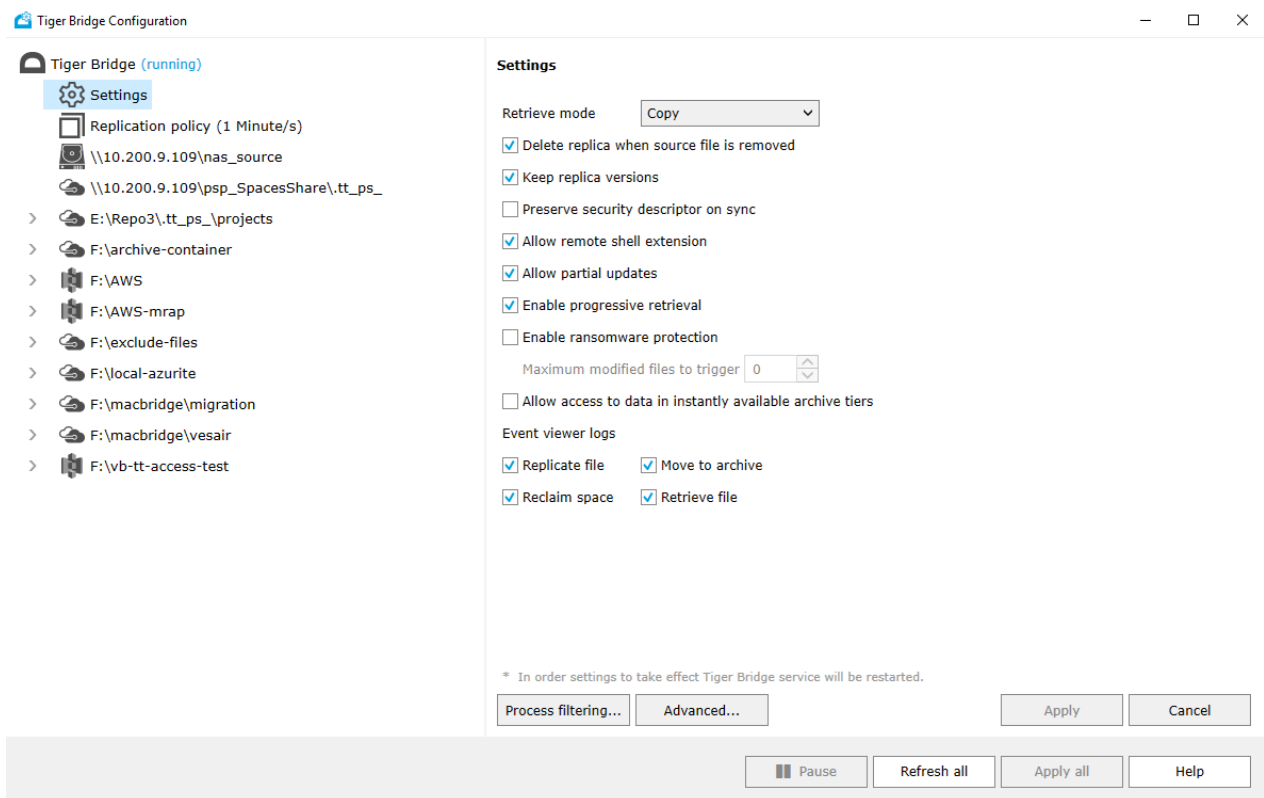 Tiger Bridge Configuration
Tiger Bridge (running)
Settings
Replication policy (1 Minute/s)
\\10.200.9.109\nas_source
\\10.200.9.109\psp_SpacesShare\.tt_ps_
E:\Repo3\.tt_ps_\projects
F:\archive-container
F:\AWS
F:\AWS-mrap
F:\exclude-files
F:\local-azurite
F:\macbridge\migration
F:\macbridge\vesair
F:\vb-tt-access-test
Settings
Retrieve mode Copy
Delete replica when source file is removed
Keep replica versions
Preserve security descriptor on sync
Allow remote shell extension
Allow partial updates
Enable progressive retrieval
Enable ransomware protection
Maximum modified files to trigger 0
Allow access to data in instantly available archive tiers
Event viewer logs
Replicate file Move to archive
Reclaim space Retrieve file
* In order settings to take effect Tiger Bridge service will be restarted.
Process filtering... Advanced... Apply Cancel
Pause Refresh all Apply all Help